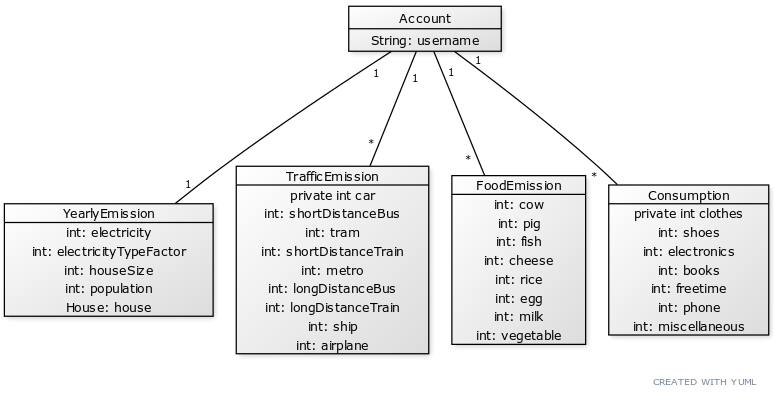 Account
String: username
1
1
1
1
1
*
*
*
YearlyEmission
int: electricity
int: electricityTypeFactor
int: houseSize
int: population
House: house
TrafficEmission
private int car
int: shortDistanceBus
int: tram
int: shortDistanceTrain
int: metro
int: longDistanceBus
int: longDistanceTrain
int: ship
int: airplane
FoodEmission
int: cow
int: pig
int: fish
int: cheese
int: rice
int: egg
int: milk
int: vegetable
Consumption
private int clothes
int: shoes
int: electronics
int: books
int: freetime
int: phone
int: miscellaneous
CREATED WITH YUML